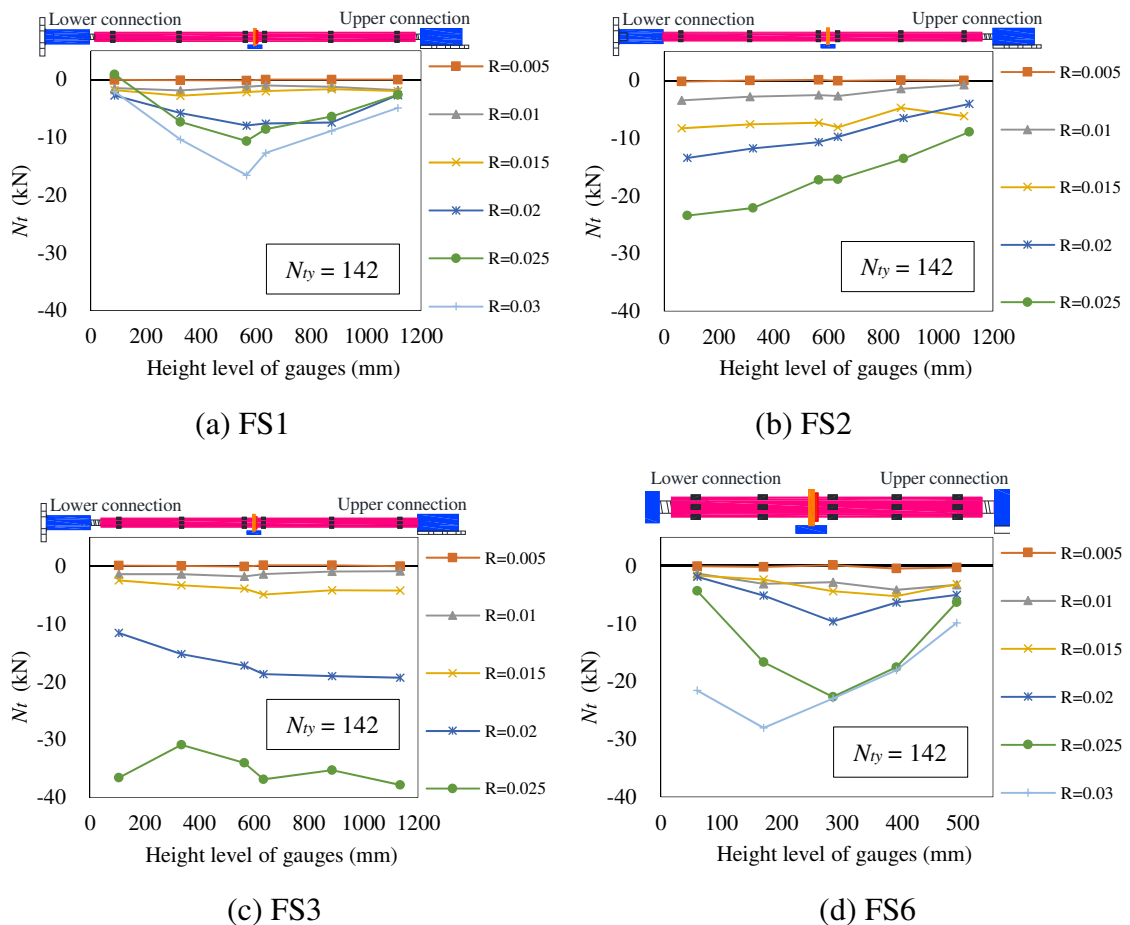 Lower connection Upper connection
0
-10
-20
-30
-40
0 200 400 600 800 1000 1200
Nt (kN)
Height level of gauges (mm)
Nty = 142
R=0.005
R=0.01
R=0.015
R=0.02
R=0.025
R=0.03
(a) FS1
Lower connection Upper connection
0
-10
-20
-30
-40
0 200 400 600 800 1000 1200
Nt (kN)
Height level of gauges (mm)
Nty = 142
R=0.005
R=0.01
R=0.015
R=0.02
R=0.025
(b) FS2
Lower connection Upper connection
0
-10
-20
-30
-40
0 200 400 600 800 1000 1200
Nt (kN)
Height level of gauges (mm)
Nty = 142
R=0.005
R=0.01
R=0.015
R=0.02
R=0.025
(c) FS3
Lower connection Upper connection
0
-10
-20
-30
-40
0 100 200 300 400 500
Nt (kN)
Height level of gauges (mm)
Nty = 142
R=0.005
R=0.01
R=0.015
R=0.02
R=0.025
R=0.03
(d) FS6